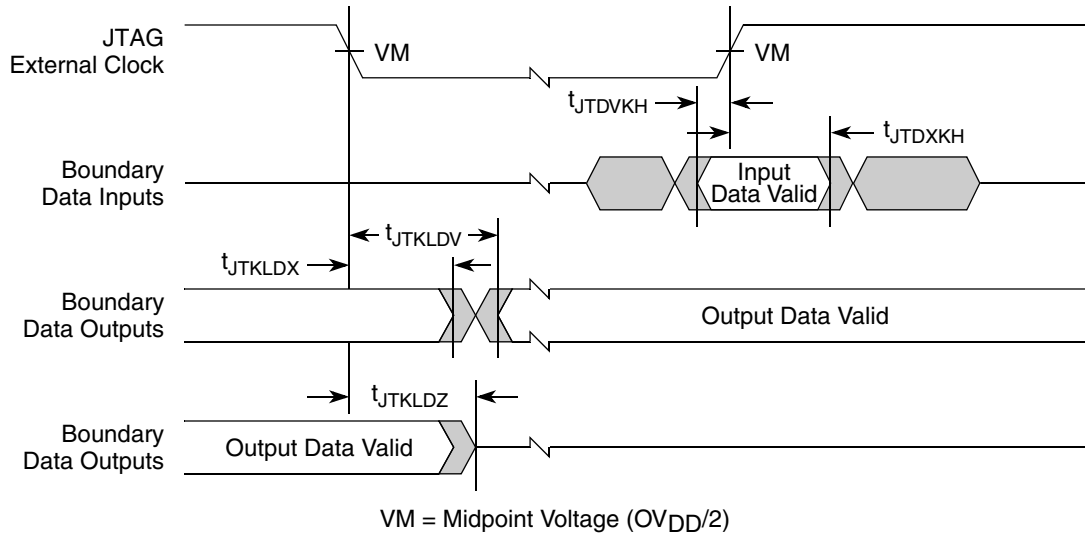 JTAG
External Clock
VM
VM
tJTDVKH
tJTDXKH
Boundary
Data Inputs
Input
Data Valid
tJTKLDV
tJTKLDX
Boundary
Data Outputs
Output Data Valid
tJTKLDZ
Boundary
Data Outputs
Output Data Valid
VM = Midpoint Voltage (OVDD/2)